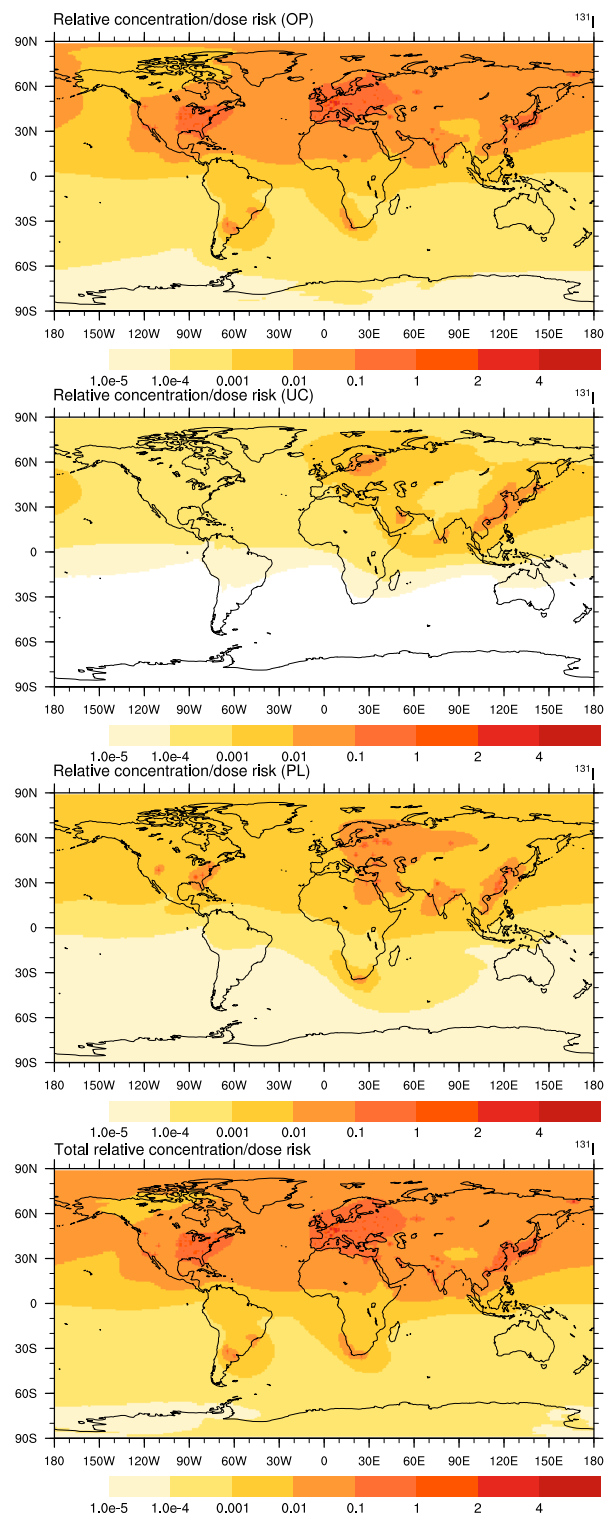 Relative concentration/dose risk (OP) 131I
90N
60N
30N
0
30S
60S
90S
180 150W 120W 90W 60W 30W 0 30E 60E 90E 120E 150E 180
1.0e-5 1.0e-4 0.001 0.01 0.1 1 2 4
Relative concentration/dose risk (UC) 131I
90N
60N
30N
0
30S
60S
90S
180 150W 120W 90W 60W 30W 0 30E 60E 90E 120E 150E 180
1.0e-5 1.0e-4 0.001 0.01 0.1 1 2 4
Relative concentration/dose risk (PL) 131I
90N
60N
30N
0
30S
60S
90S
180 150W 120W 90W 60W 30W 0 30E 60E 90E 120E 150E 180
1.0e-5 1.0e-4 0.001 0.01 0.1 1 2 4
Total relative concentration/dose risk 131I
90N
60N
30N
0
30S
60S
90S
180 150W 120W 90W 60W 30W 0 30E 60E 90E 120E 150E 180
1.0e-5 1.0e-4 0.001 0.01 0.1 1 2 4